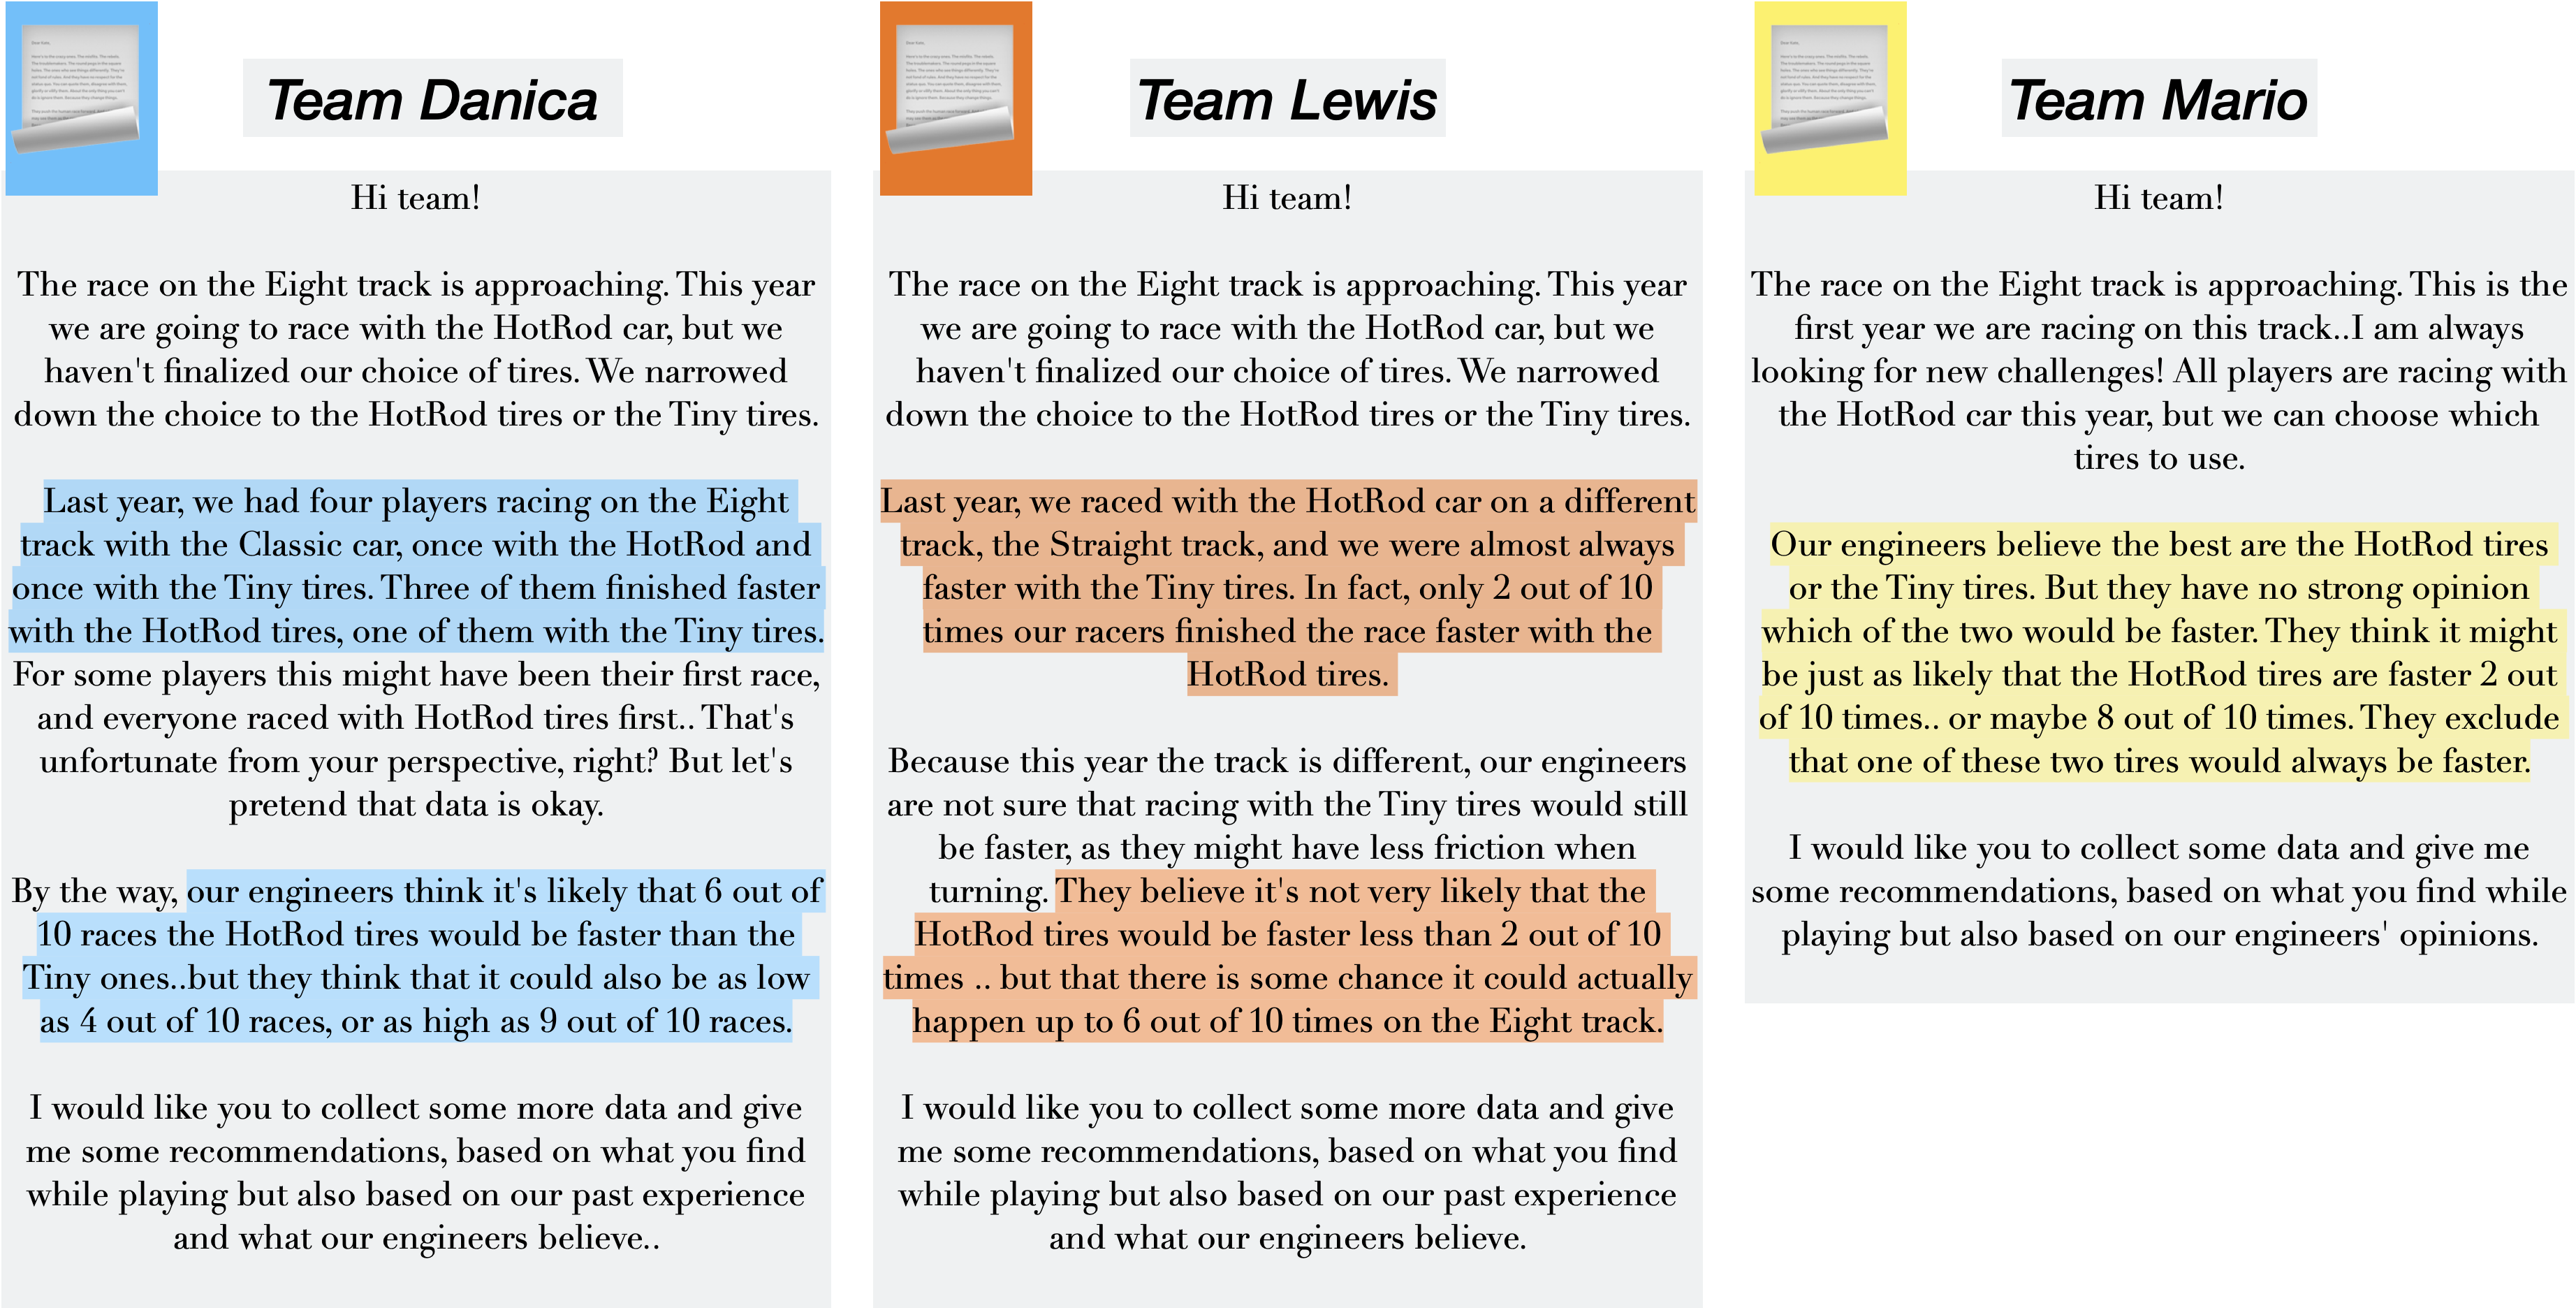 Team Danica
Hi team!
The race on the Eight track is approaching. This year
we are going to race with the HotRod car, but we
haven't finalized our choice of tires. We narrowed
down the choice to the HotRod tires or the Tiny tires.
Last year, we had four players racing on the Eight
track with the Classic car, once with the HotRod and
once with the Tiny tires. Three of them finished faster
with the HotRod tires, one of them with the Tiny tires.
For some players this might have been their first race,
and everyone raced with HotRod tires first.. That's
unfortunate from your perspective, right? But let's
pretend that data is okay.
By the way, our engineers think it's likely that 6 out of
10 races the HotRod tires would be faster than the
Tiny ones..but they think that it could also be as low
as 4 out of 10 races, or as high as 9 out of 10 races.
I would like you to collect some more data and give
me some recommendations, based on what you find
while playing but also based on our past experience
and what our engineers believe..
Team Lewis
Hi team!
The race on the Eight track is approaching. This year
we are going to race with the HotRod car, but we
haven't finalized our choice of tires. We narrowed
down the choice to the HotRod tires or the Tiny tires.
Last year, we raced with the HotRod car on a different
track, the Straight track, and we were almost always
faster with the Tiny tires. In fact, only 2 out of 10
times our racers finished the race faster with the
HotRod tires.
Because this year the track is different, our engineers
are not sure that racing with the Tiny tires would still
be faster, as they might have less friction when
turning. They believe it's not very likely that the
HotRod tires would be faster less than 2 out of 10
times .. but that there is some chance it could actually
happen up to 6 out of 10 times on the Eight track.
I would like you to collect some more data and give
me some recommendations, based on what you find
while playing but also based on our past experience
and what our engineers believe.
Team Mario
Hi team!
The race on the Eight track is approaching. This is the
first year we are racing on this track..I am always
looking for new challenges! All players are racing with
the HotRod car this year, but we can choose which
tires to use.
Our engineers believe the best are the HotRod tires
or the Tiny tires. But they have no strong opinion
which of the two would be faster. They think it might
be just as likely that the HotRod tires are faster 2 out
of 10 times.. or maybe 8 out of 10 times. They exclude
that one of these two tires would always be faster.
I would like you to collect some data and give me
some recommendations, based on what you find while
playing but also based on our engineers' opinions.